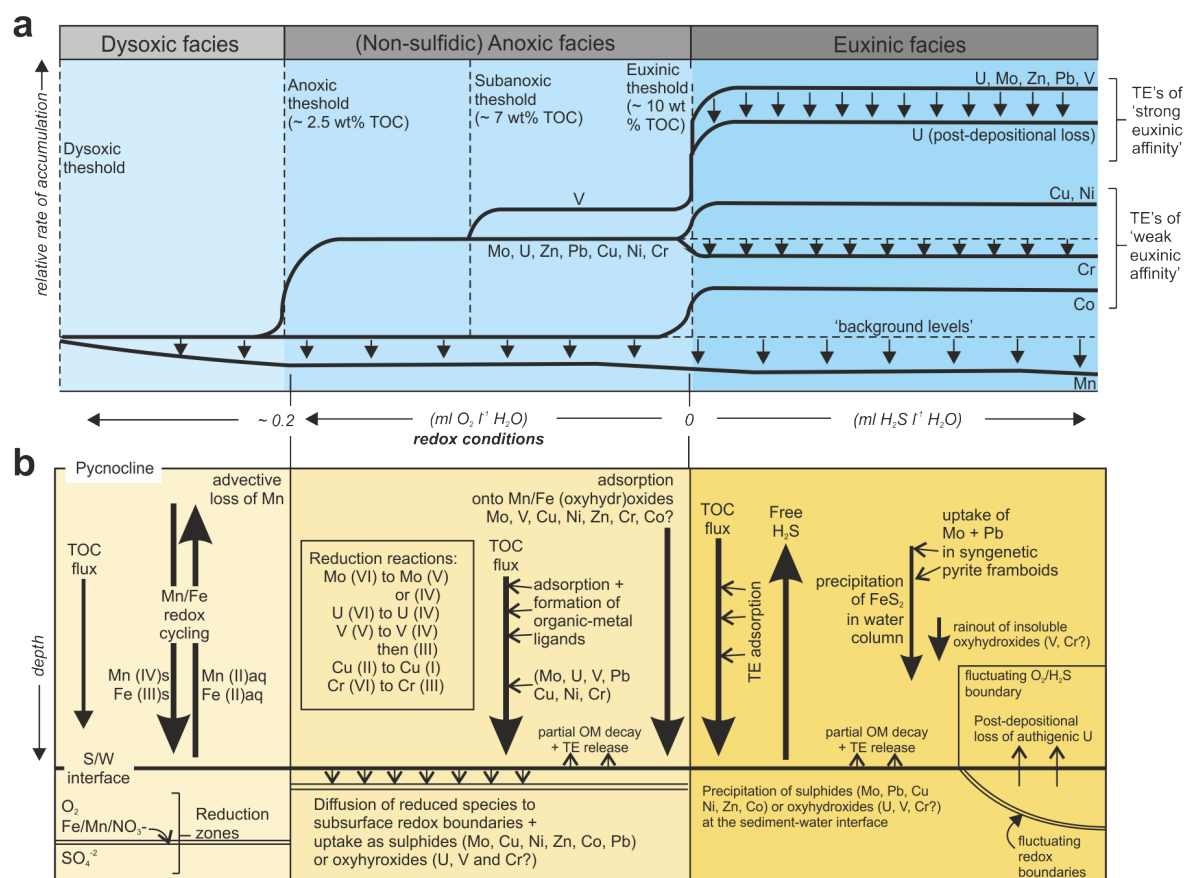 a
Dysoxic facies
(Non-sulfidic) Anoxic facies
Euxinic facies
relative rate of accumulation
Dysoxic
theshold
Anoxic
theshold
(~ 2.5 wt% TOC)
Subanoxic
theshold
(~ 7 wt% TOC)
Euxinic
theshold
(~ 10 wt
% TOC)
U, Mo, Zn, Pb, V
U (post-depositional loss)
TE's of
'strong
euxinic
affinity'
V
Mo, U, Zn, Pb, Cu, Ni, Cr
Cu, Ni
Cr
Co
TE's of
'weak
euxinic
affinity'
'background levels'
Mn
~ 0.2
(ml O₂ l⁻¹ H₂O)
0
(ml H₂S l⁻¹ H₂O)
redox conditions
b
depth
Pycnocline
advective
loss of Mn
TOC
flux
Mn/Fe
redox
cycling
Mn (IV)s
Fe (III)s
Mn (II)aq
Fe (II)aq
S/W
interface
O₂
Fe/Mn/NO₃-
SO₄⁻²
Reduction
zones
adsorption
onto Mn/Fe (oxyhydr)oxides
Mo, V, Cu, Ni, Zn, Cr, Co?
Reduction reactions:
Mo (VI) to Mo (V)
or (IV)
U (VI) to U (IV)
V (V) to V (IV)
then (III)
Cu (II) to Cu (I)
Cr (VI) to Cr (III)
TOC
flux
adsorption +
formation of
organic-metal
ligands
(Mo, U, V, Pb
Cu, Ni, Cr)
partial OM decay
+ TE release
Diffusion of reduced species to
subsurface redox boundaries +
uptake as sulphides (Mo, Cu, Ni, Zn, Co, Pb)
or oxyhyroxides (U, V and Cr?)
TOC
flux
TE adsorption
Free
H₂S
uptake of
Mo + Pb
in syngenetic
pyrite framboids
precipitation
of FeS₂
in water
column
rainout of insoluble
oxyhydroxides (V, Cr?)
fluctuating O₂/H₂S
boundary
Post-depositional
loss of authigenic U
partial OM decay
+ TE release
Precipitation of sulphides (Mo, Pb, Cu
Ni, Zn, Co) or oxyhydroxides (U, V, Cr?)
at the sediment-water interface
fluctuating
redox
boundaries